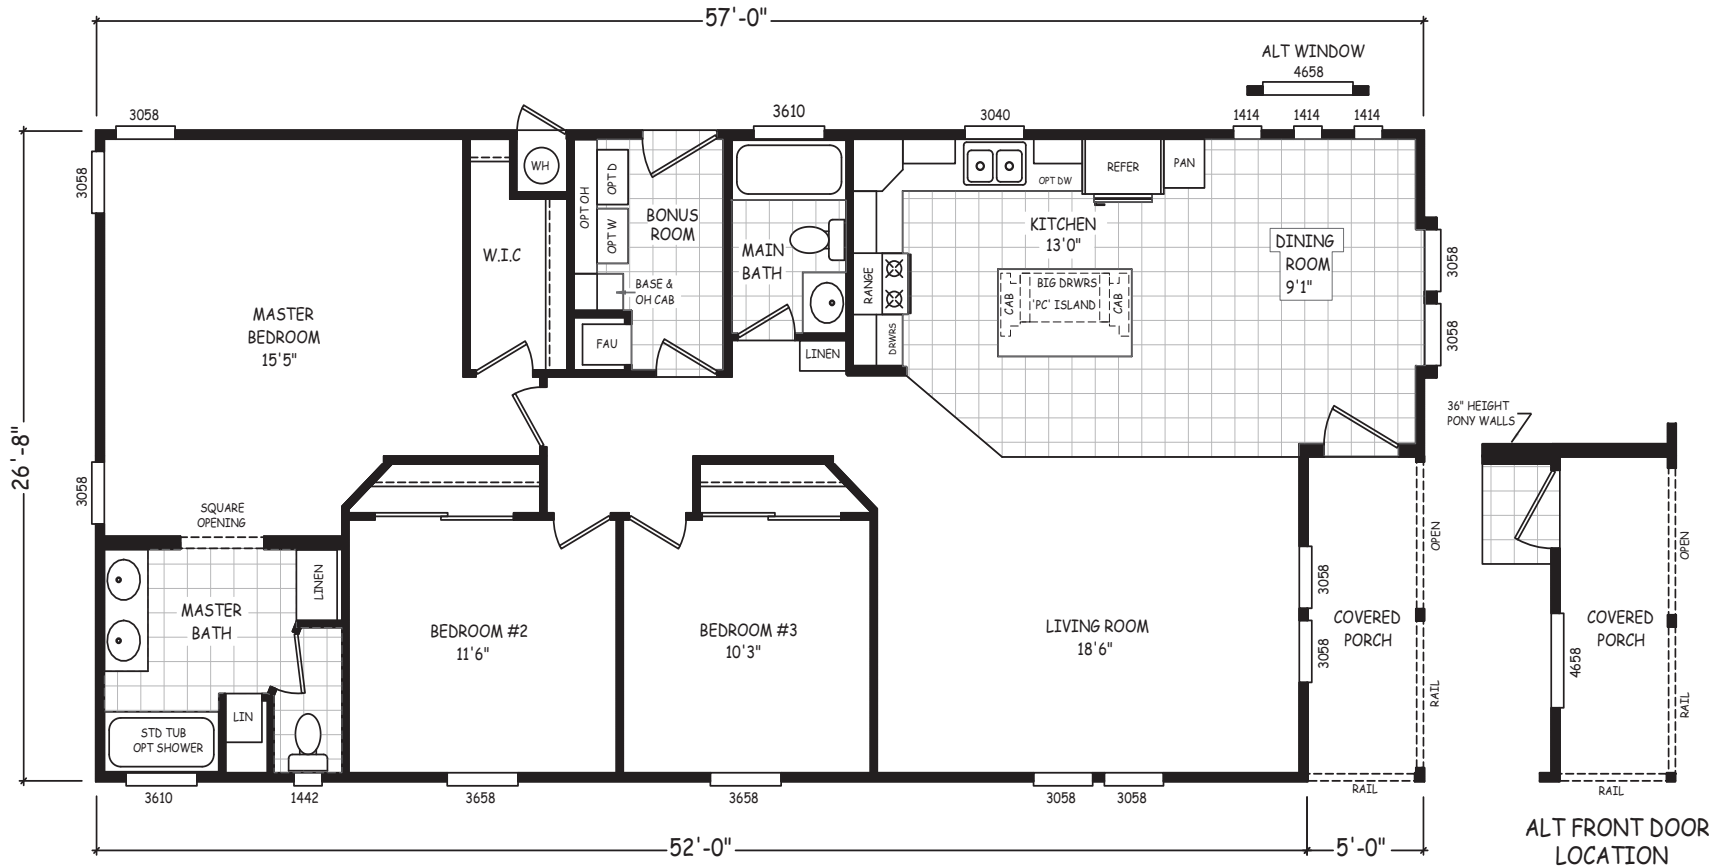 57'-0"
ALT WINDOW
4658
3058
3610
3040
1414
1414
1414
3058
WH
OPT OH
OPT D
OPT W
BONUS
ROOM
BASE &
OH CAB
FAU
W.I.C
MAIN
BATH
LINEN
RANGE
DRWRS
OPT DW
REFER
PAN
KITCHEN
13'0"
CAB
BIG DRWRS
'PC' ISLAND
CAB
DINING
ROOM
9'1"
3058
3058
MASTER
BEDROOM
15'5"
26'-8"
3058
SQUARE
OPENING
36" HEIGHT
PONY WALLS
LINEN
MASTER
BATH
LIN
STD TUB
OPT SHOWER
BEDROOM #2
11'6"
BEDROOM #3
10'3"
LIVING ROOM
18'6"
3058
3058
COVERED
PORCH
OPEN
RAIL
RAIL
4658
COVERED
PORCH
OPEN
RAIL
RAIL
3610
1442
3658
3658
3058
3058
52'-0"
5'-0"
ALT FRONT DOOR
LOCATION